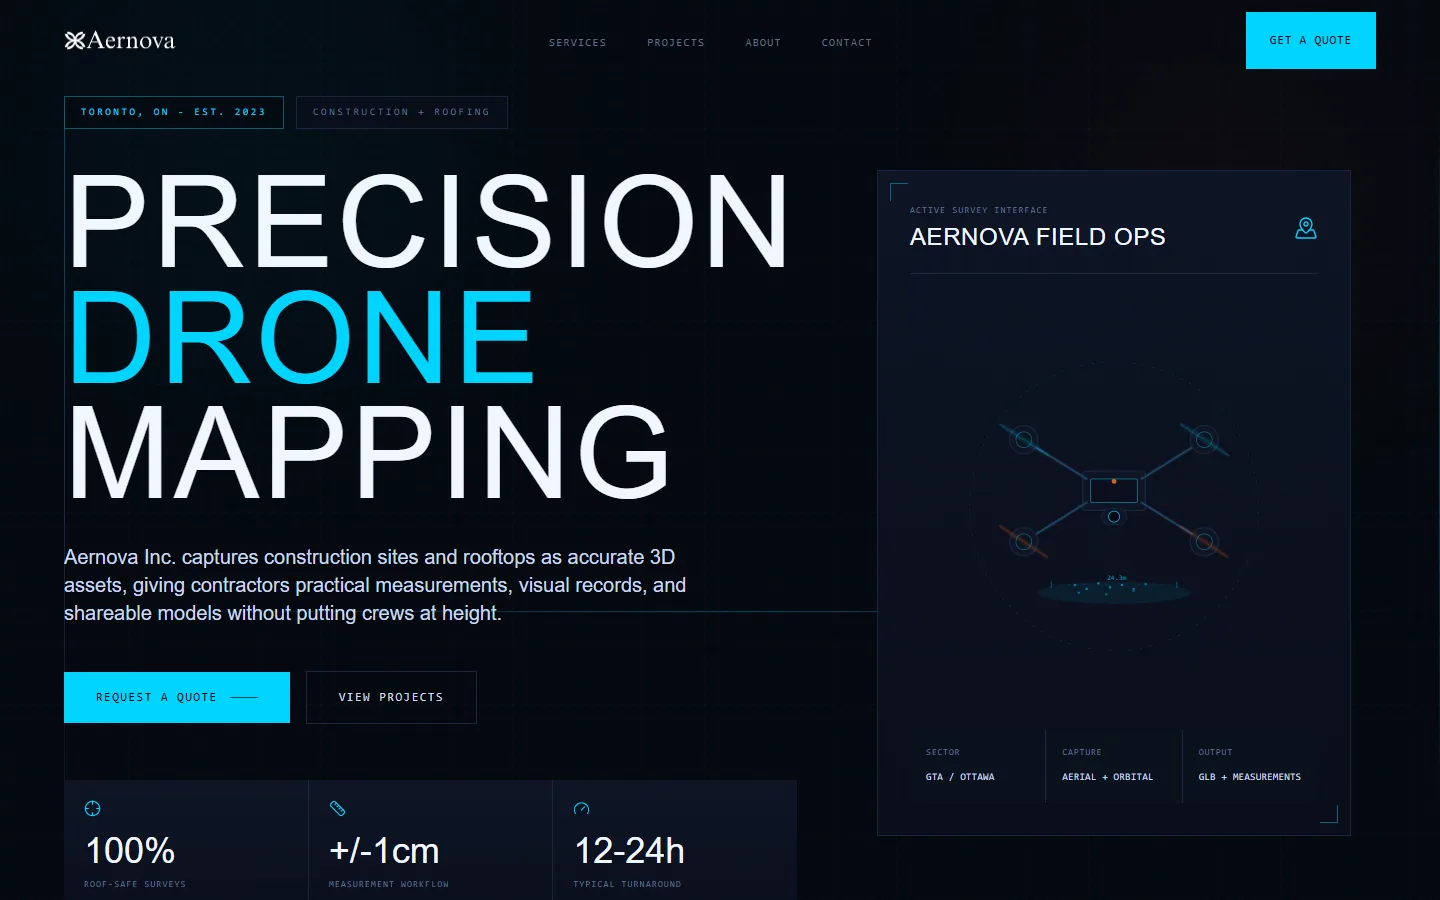 Aernova
SERVICES
PROJECTS
ABOUT
CONTACT
GET A QUOTE
TORONTO, ON - EST. 2023
CONSTRUCTION + ROOFING
PRECISION
DRONE
MAPPING
Aernova Inc. captures construction sites and rooftops as accurate 3D
assets, giving contractors practical measurements, visual records, and
shareable models without putting crews at height.
REQUEST A QUOTE
VIEW PROJECTS
100%
ROOF-SAFE SURVEYS
+/-1cm
MEASUREMENT WORKFLOW
12-24h
TYPICAL TURNAROUND
ACTIVE SURVEY INTERFACE
AERNOVA FIELD OPS
24.3m
SECTOR
GTA / OTTAWA
CAPTURE
AERIAL + ORBITAL
OUTPUT
GLB + MEASUREMENTS